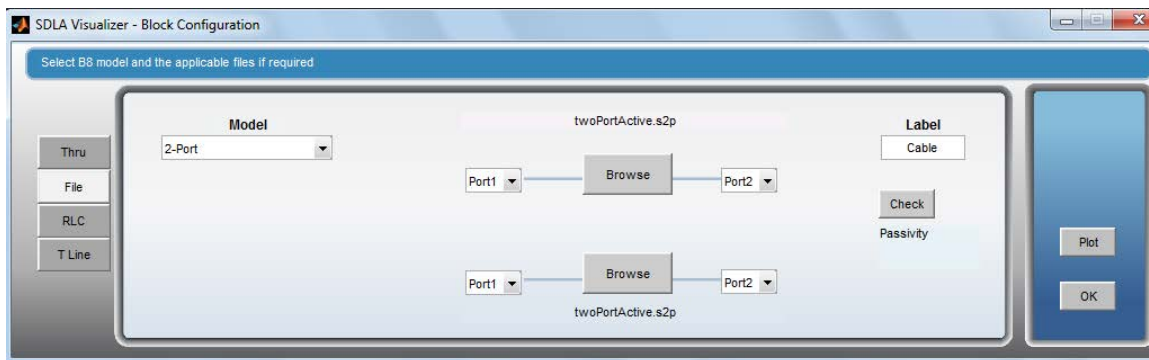 SDLA Visualizer - Block Configuration
Select B8 model and the applicable files if required
Thru
File
RLC
T Line
Model
2-Port
twoPortActive.s2p
Port1
Browse
Port2
Port1
Browse
Port2
twoPortActive.s2p
Label
Cable
Check
Passivity
Plot
OK